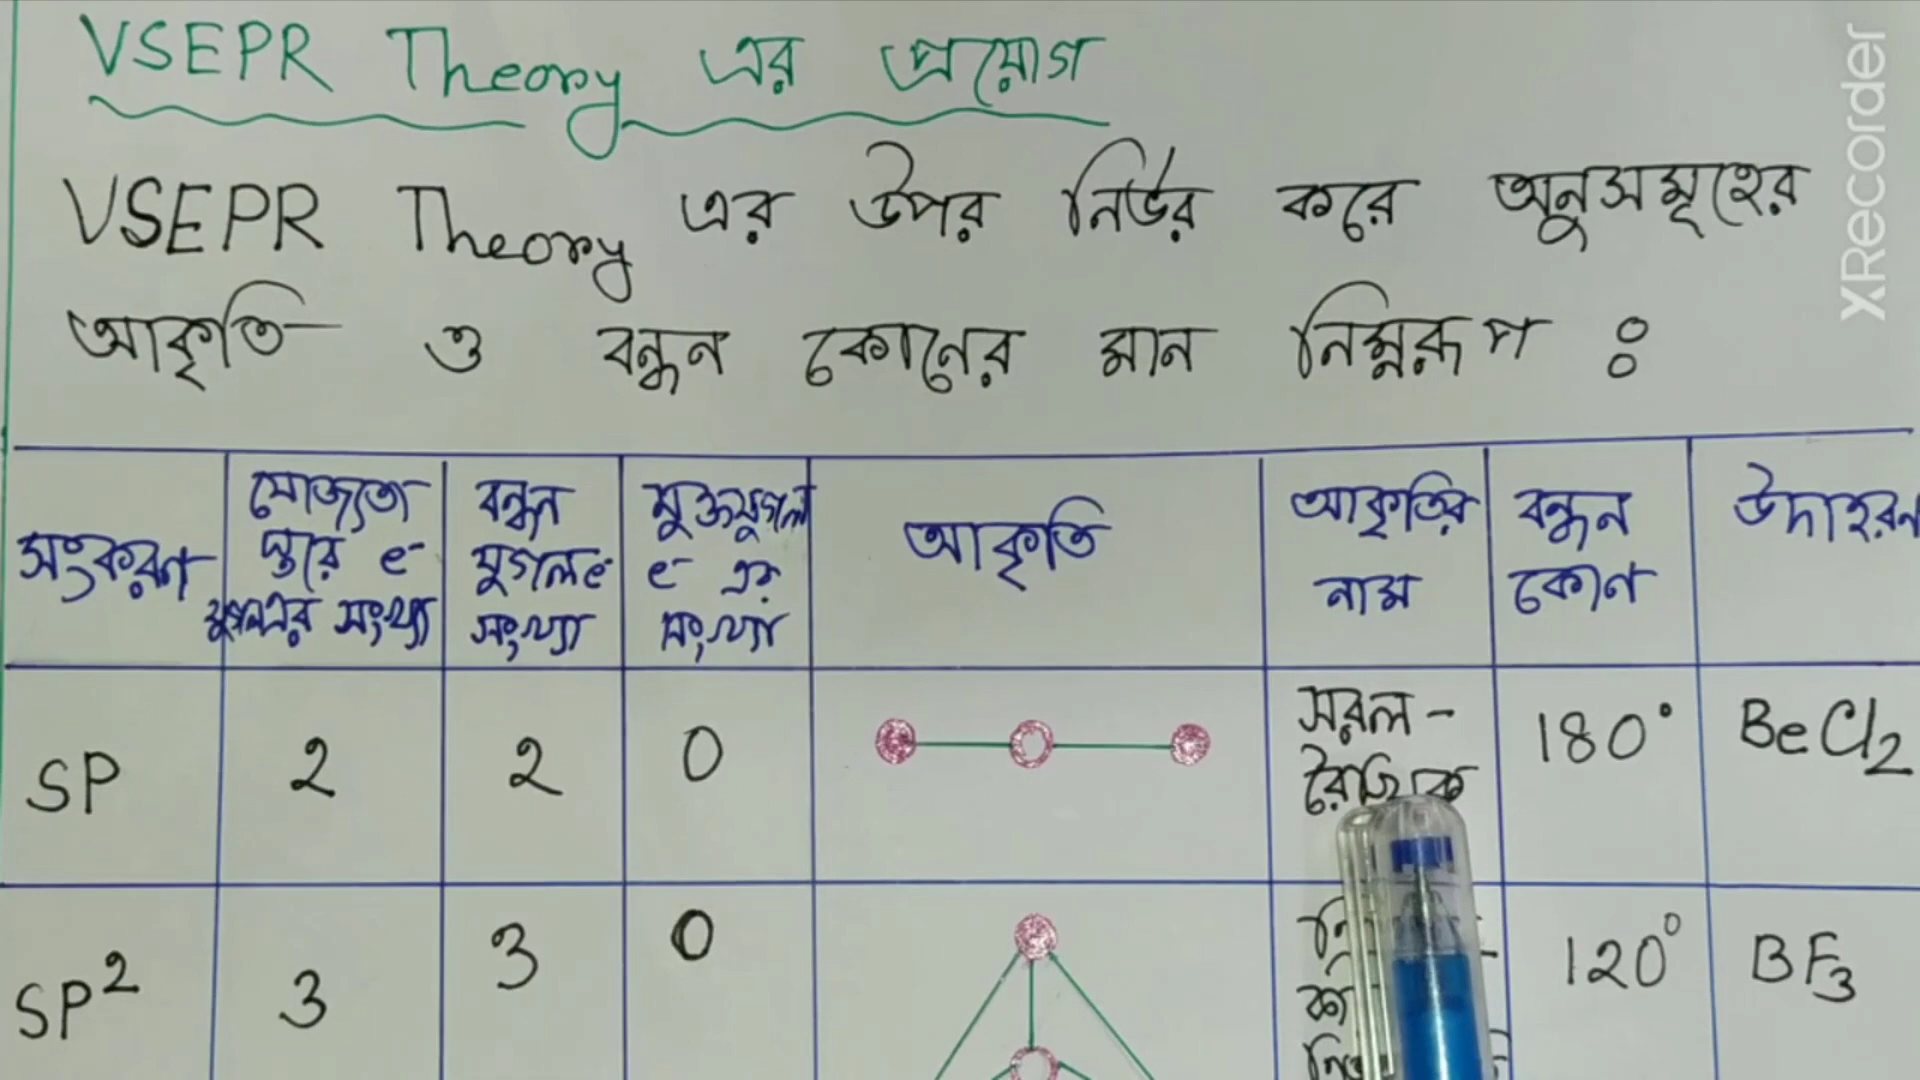 VSEPR Theory এর প্রয়োগ
VSEPR Theory এর উপর নির্ভর করে অনুসমূহের
আকৃতি ও বন্ধন কোনের মান নিম্নরূপ :
সংকরণ
যোজ্যতা
স্তরে e-
যুগলএর সংখ্যা
বন্ধন
যুগল e-
সংখ্যা
মুক্তযুগল
e- এর
সংখ্যা
আকৃতি
আকৃতির
নাম
বন্ধন
কোণ
উদাহরণ
SP 2 2 0 সরল-
রৈখিক
180° BeCl2
SP2 3 3 0 120° BF3
XRecorder